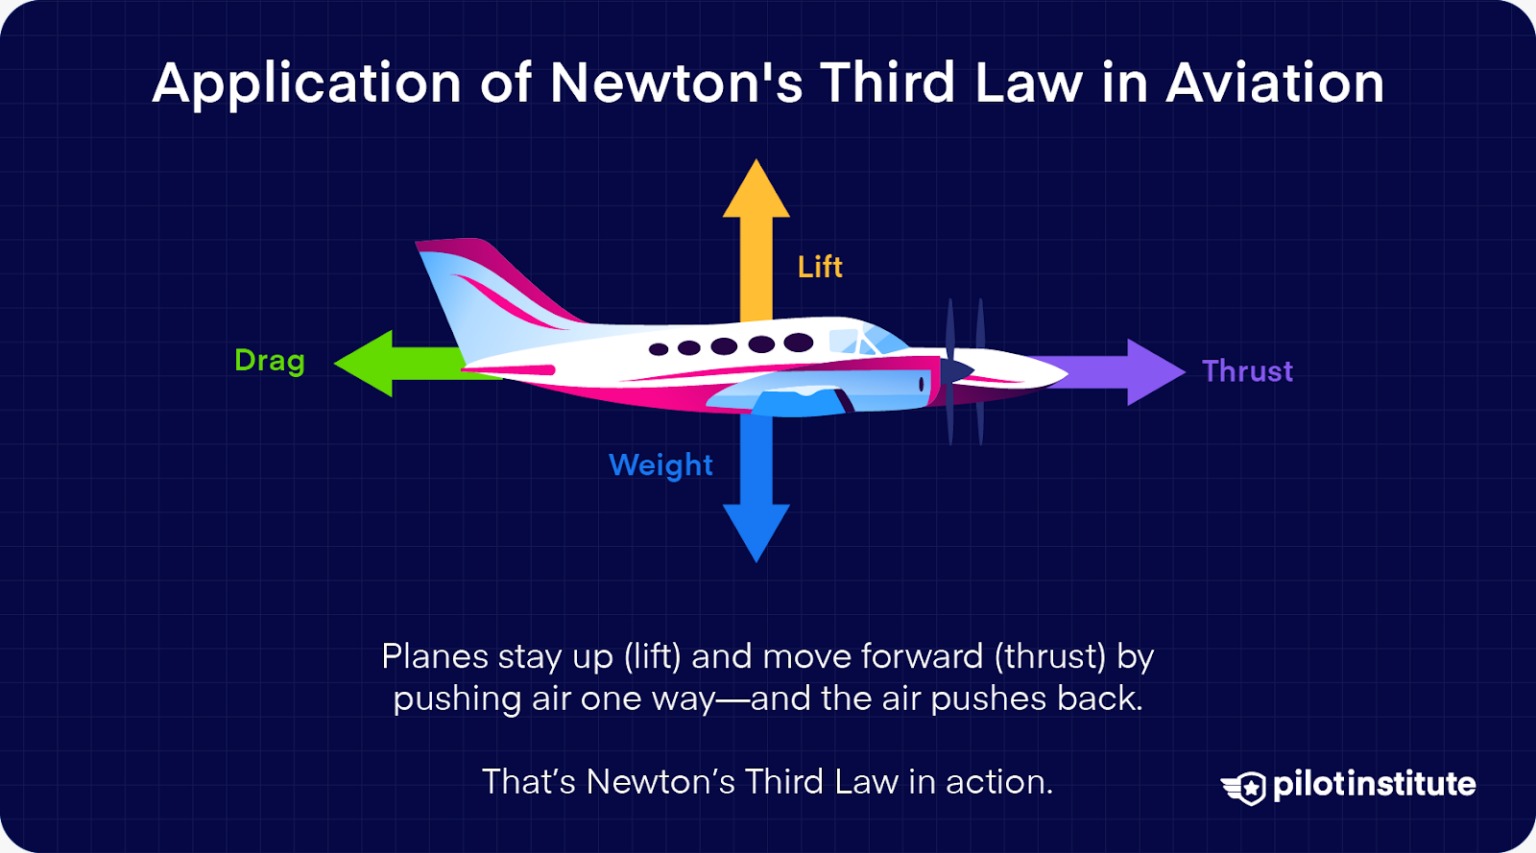 Application of Newton's Third Law in Aviation
Lift
Drag
Thrust
Weight
Planes stay up (lift) and move forward (thrust) by
pushing air one way—and the air pushes back.
That’s Newton’s Third Law in action.
pilotinstitute